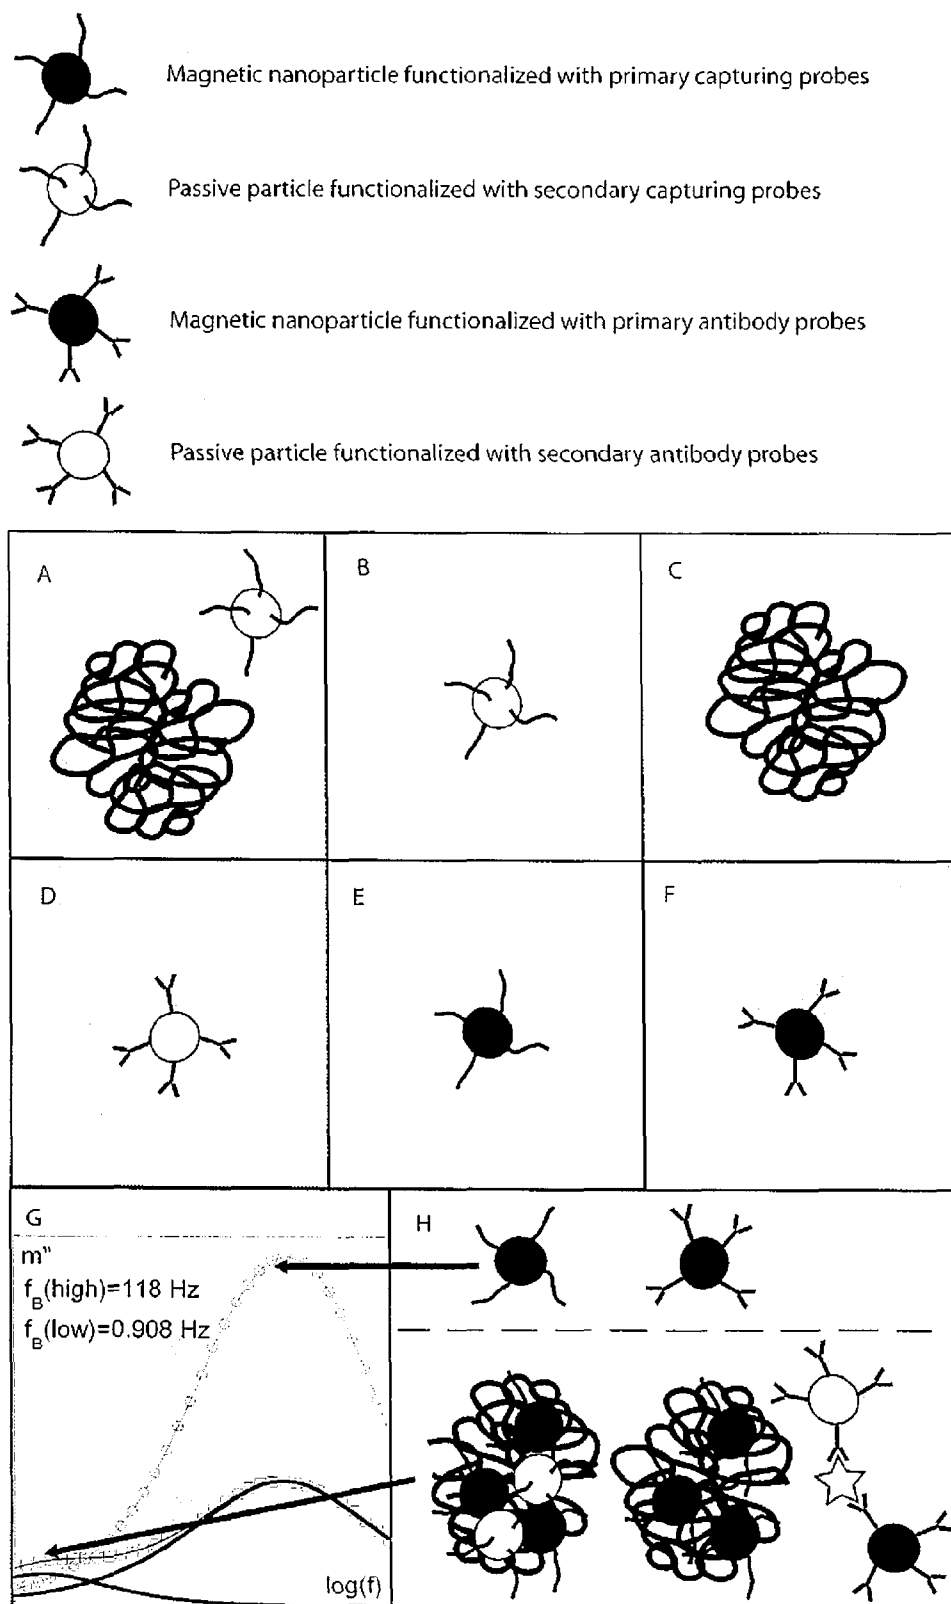 Magnetic nanoparticle functionalized with primary capturing probes
Passive particle functionalized with secondary capturing probes
Magnetic nanoparticle functionalized with primary antibody probes
Passive particle functionalized with secondary antibody probes
A
B
C
D
E
F
G
H
m"
f_B(high)=118 Hz
f_B(low)=0.908 Hz
log(f)